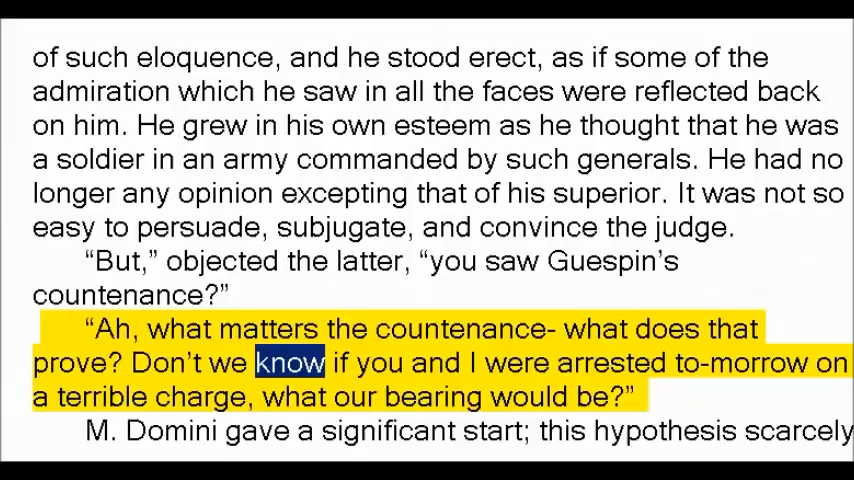 of such eloquence, and he stood erect, as if some of the
admiration which he saw in all the faces were reflected back
on him. He grew in his own esteem as he thought that he was
a soldier in an army commanded by such generals. He had no
longer any opinion excepting that of his superior. It was not so
easy to persuade, subjugate, and convince the judge.
“But,” objected the latter, “you saw Guespin’s
countenance?”
“Ah, what matters the countenance- what does that
prove? Don’t we know if you and I were arrested to-morrow on
a terrible charge, what our bearing would be?”
M. Domini gave a significant start; this hypothesis scarcely